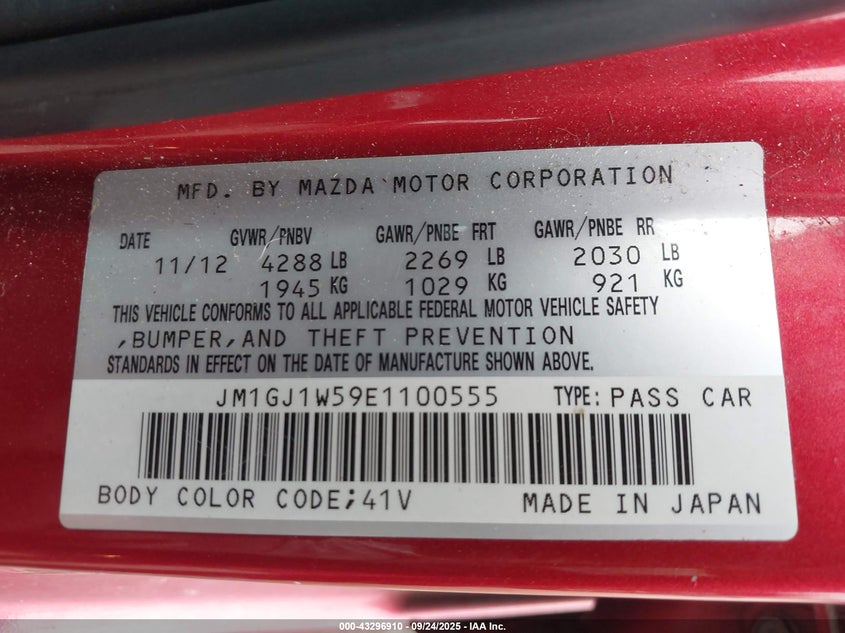 MFD. BY MAZDA MOTOR CORPORATION
DATE GVWR/PNBV GAWR/PNBE FRT GAWR/PNBE RR
11/12 4288 LB 2269 LB 2030 LB
1945 KG 1029 KG 921 KG
THIS VEHICLE CONFORMS TO ALL APPLICABLE FEDERAL MOTOR VEHICLE SAFETY
,BUMPER,AND THEFT PREVENTION
STANDARDS IN EFFECT ON THE DATE OF MANUFACTURE SHOWN ABOVE.
JM1GJ1W59E1100555 TYPE: PASS CAR
BODY COLOR CODE;41V MADE IN JAPAN
000-43296910 - 09/24/2025 - IAA Inc.